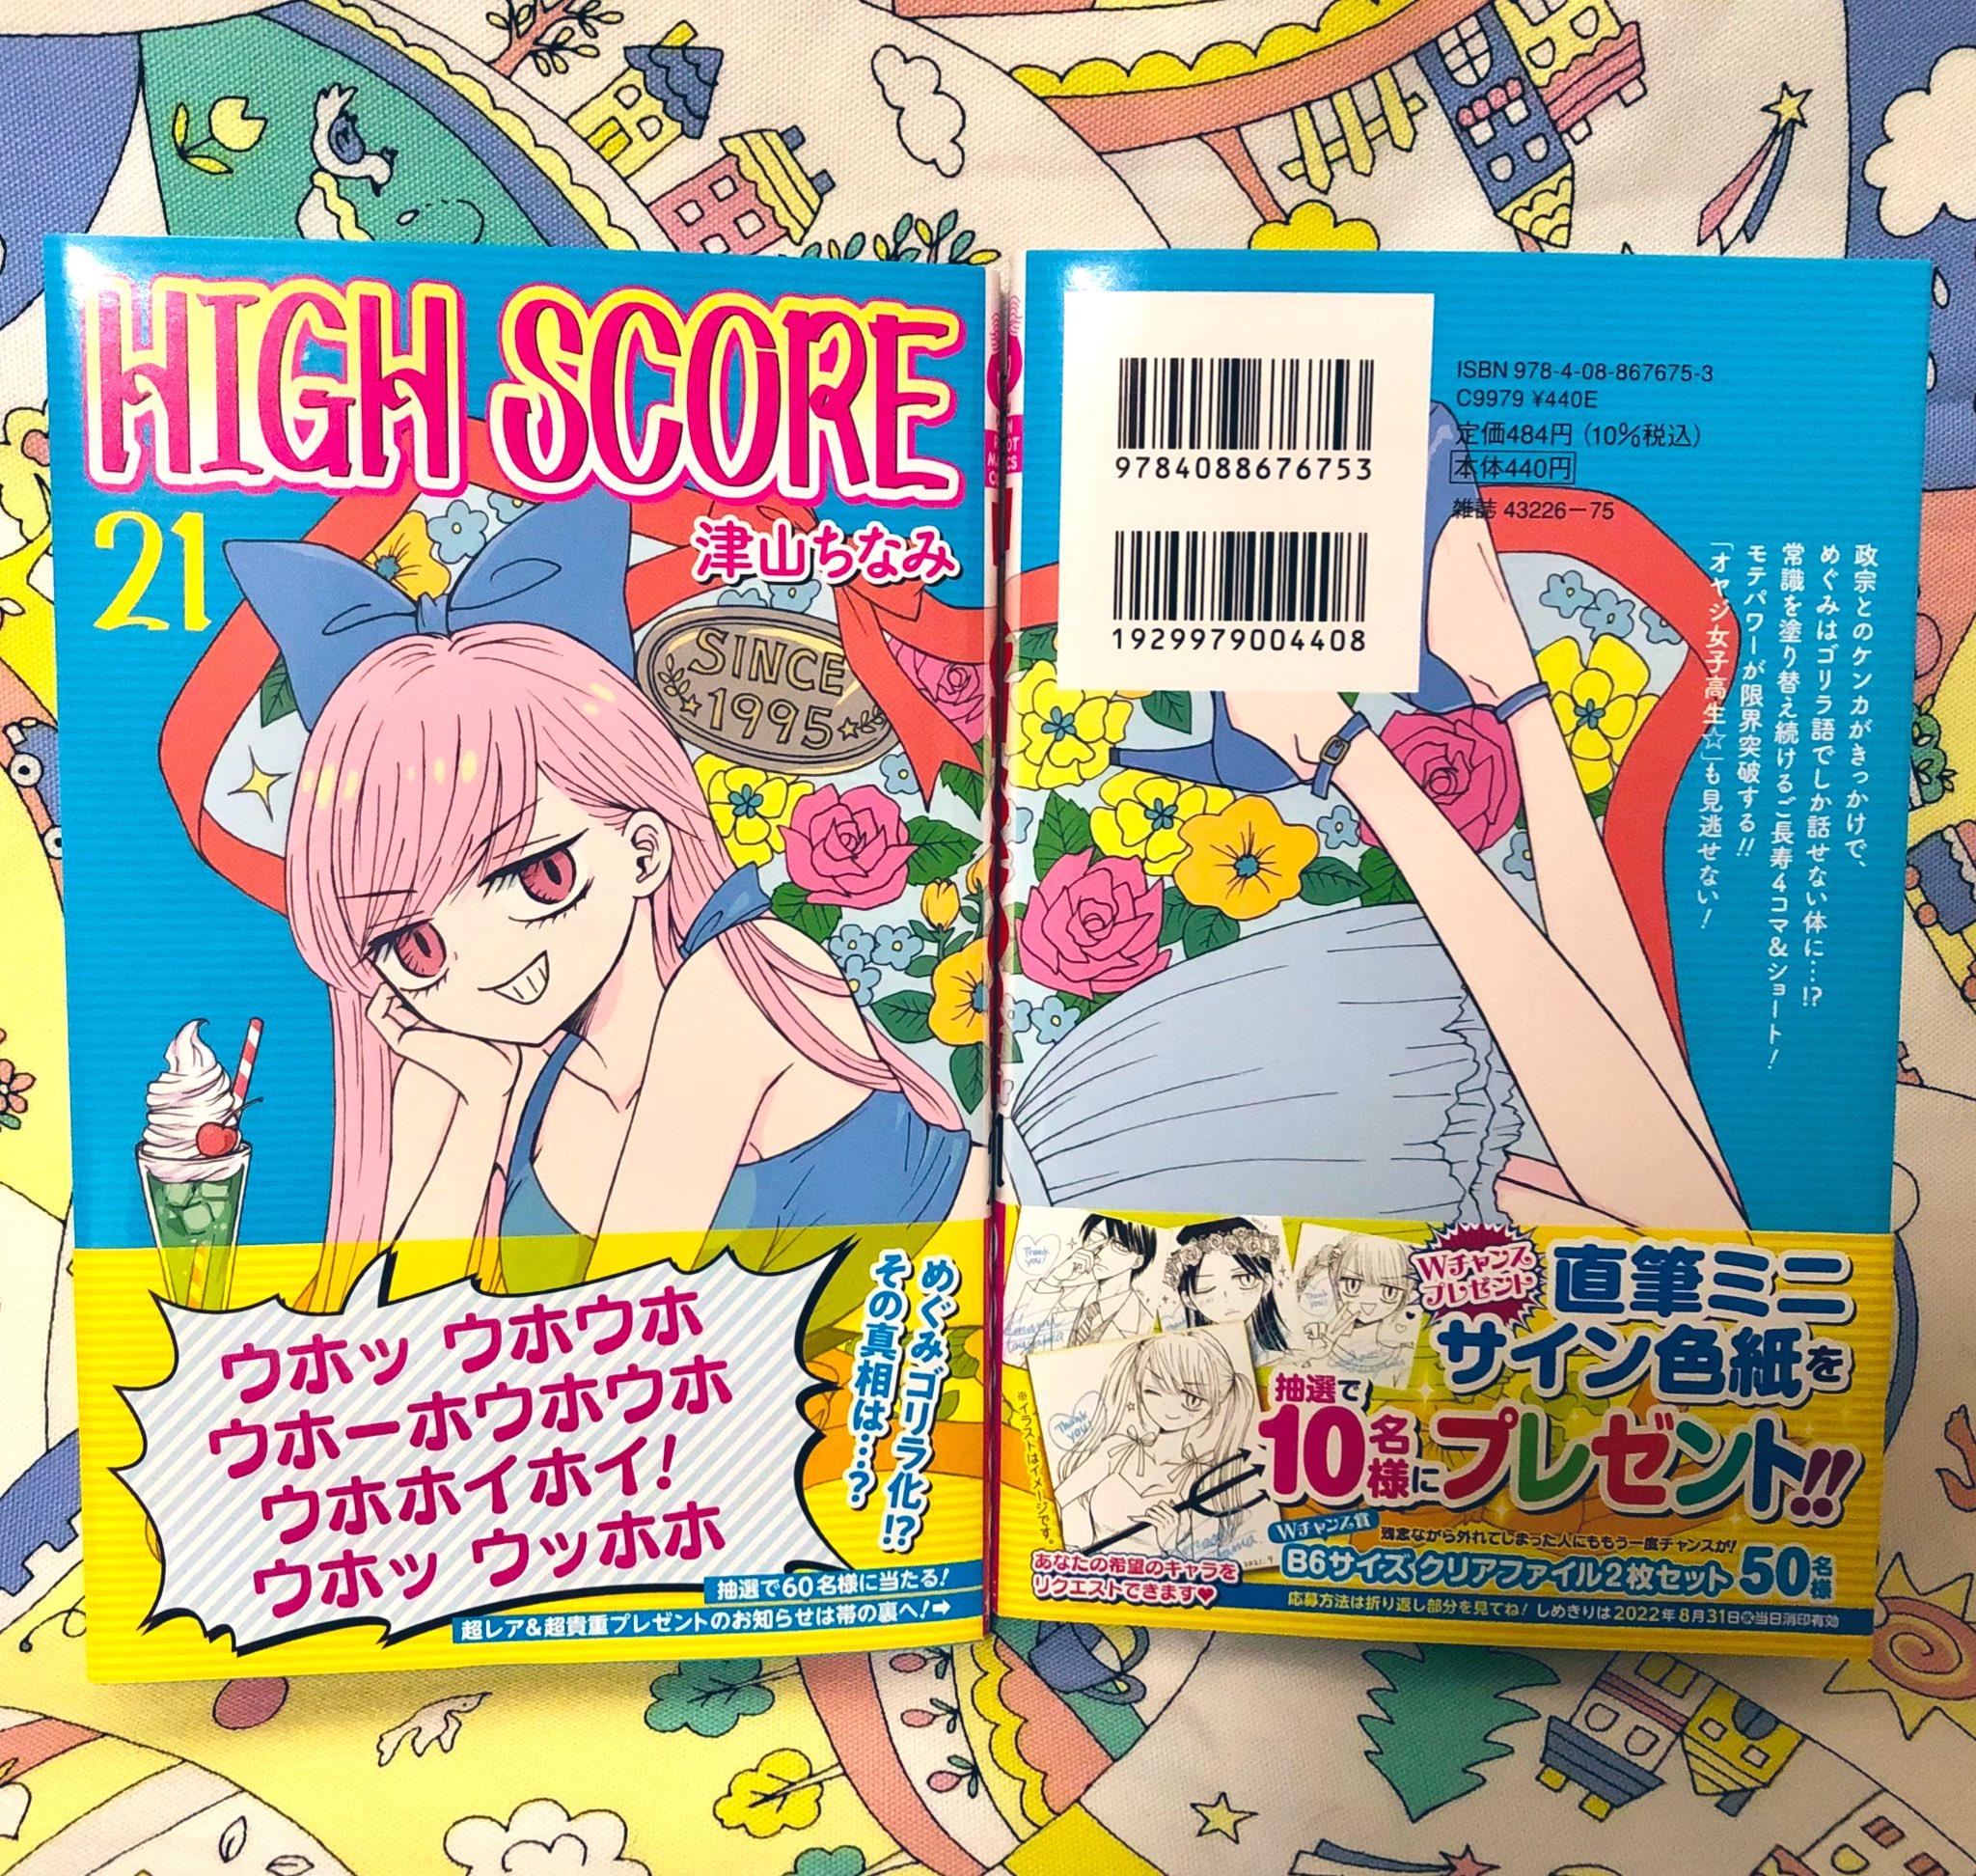 HIGH SCORE
21
津山ちなみ
SINCE
1995
ウホッ ウホウホ
ウホーホウホウホ
ウホホイホイ!
ウホッ ウッホホ
めぐみゴリラ化!?
その真相は…?
抽選で60名様に当たる!
超レア&超貴重プレゼントのお知らせは帯の裏へ!➡
9784088676753
1929979004408
ISBN 978-4-08-867675-3
C9979 ¥440E
定価484円 (10%税込)
本体440円
雑誌 43226-75
政宗とのケンカがきっかけで、
めぐみはゴリラ語でしか話せない体に…!?
常識を塗り替え続けるご長寿4コマ&ショート!
モテパワーが限界突破する!!
「オヤジ女子高生☆」も見逃せない!
Wチャンス
プレゼント
直筆ミニ
サイン色紙を
抽選で
10名様に
プレゼント!!
Thank you!
Thank you!
Thank you!
2021.9
※イラストはイメージです。
あなたの希望のキャラを
リクエストできます♥
Wチャンス賞
残念ながら外れてしまった人にももう一度チャンスが!
B6サイズ クリアファイル2枚セット 50名様
応募方法は折り返し部分を見てね! しめきりは2022年8月31日㊌当日消印有効